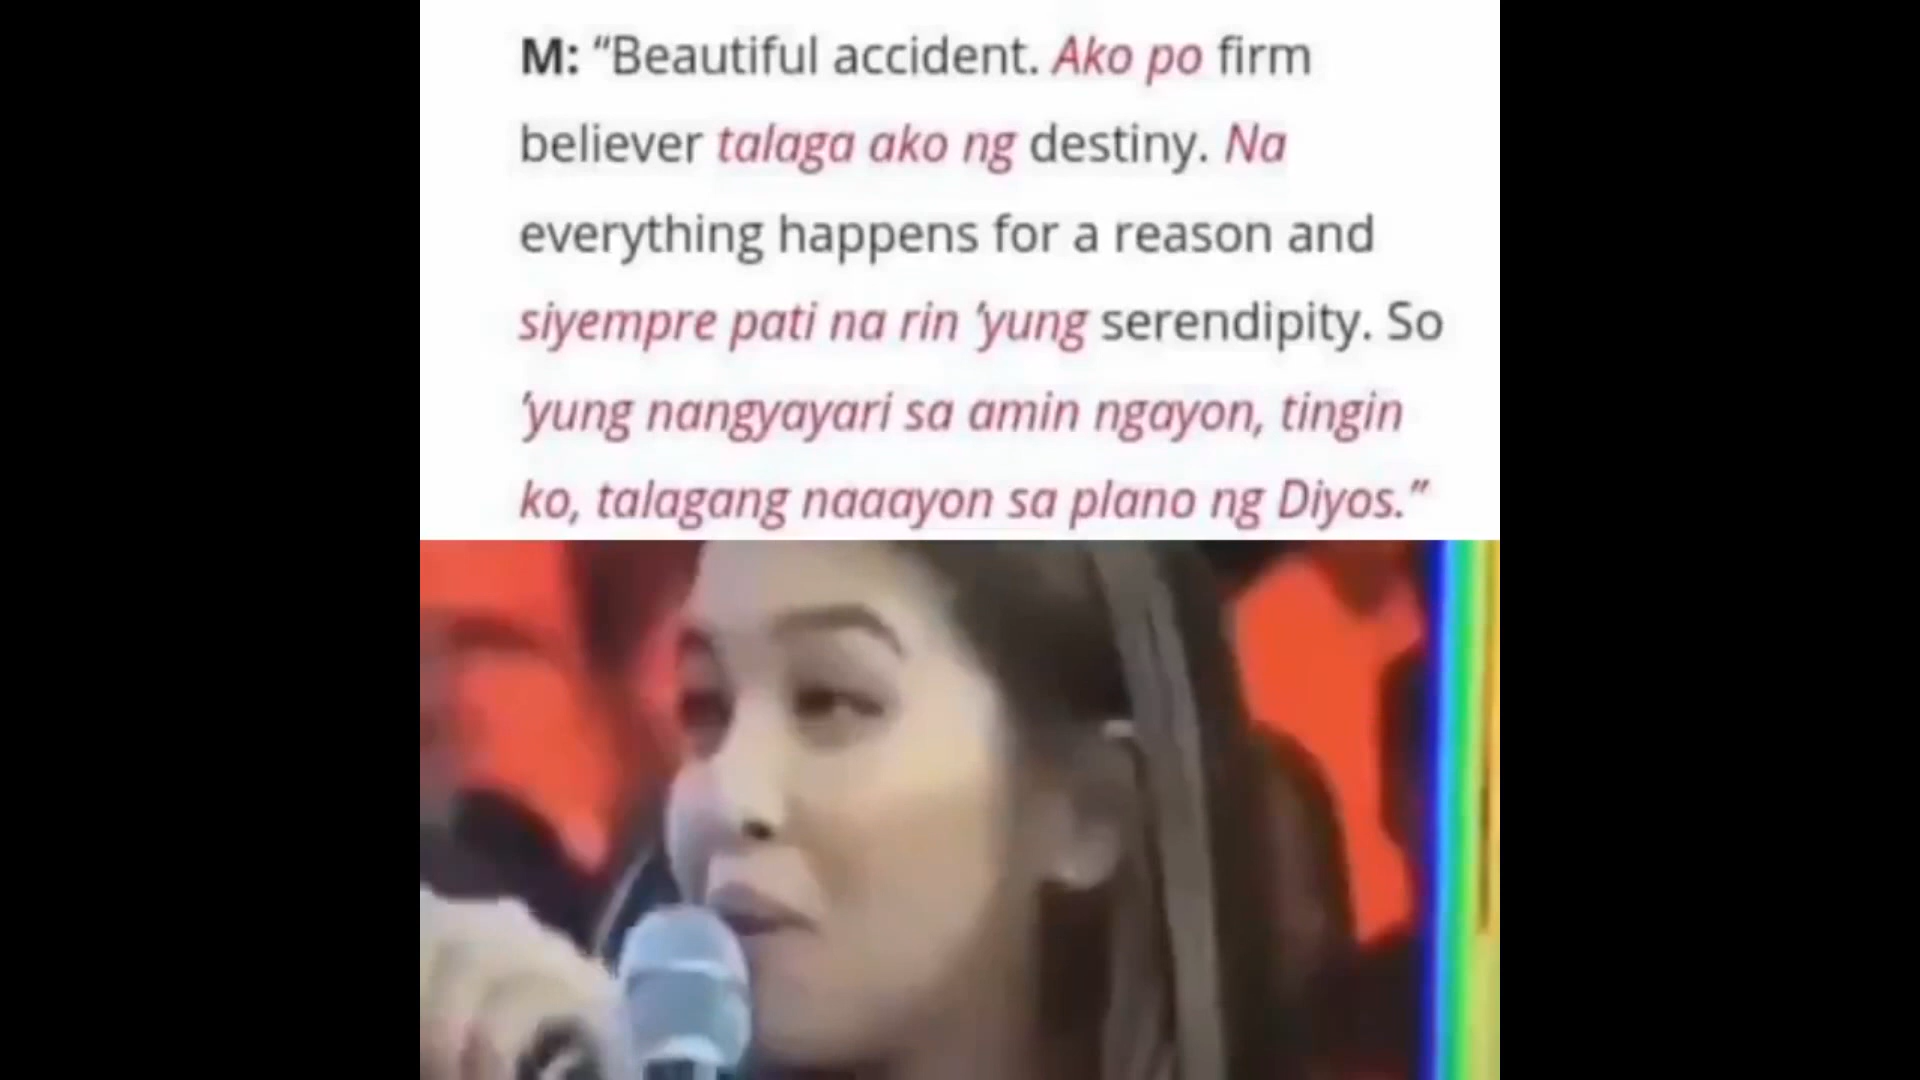 M: “Beautiful accident. Ako po firm
believer talaga ako ng destiny. Na
everything happens for a reason and
siyempre pati na rin ’yung serendipity. So
’yung nangyayari sa amin ngayon, tingin
ko, talagang naaayon sa plano ng Diyos.”